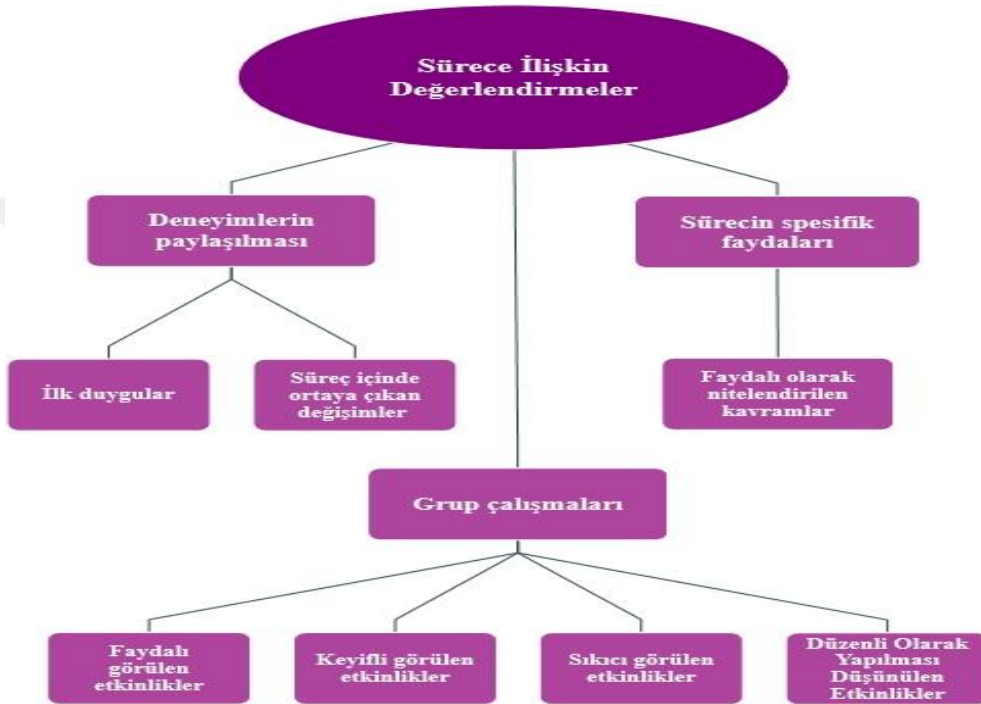 Sürece İlişkin
Değerlendirmeler
Deneyimlerin
paylaşılması
Sürecin spesifik
faydaları
İlk duygular
Süreç içinde
ortaya çıkan
değişimler
Faydalı olarak
nitelendirilen
kavramlar
Grup çalışmaları
Faydalı
görülen
etkinlikler
Keyifli görülen
etkinlikler
Sıkıcı görülen
etkinlikler
Düzenli Olarak
Yapılması
Düşünülen
Etkinlikler